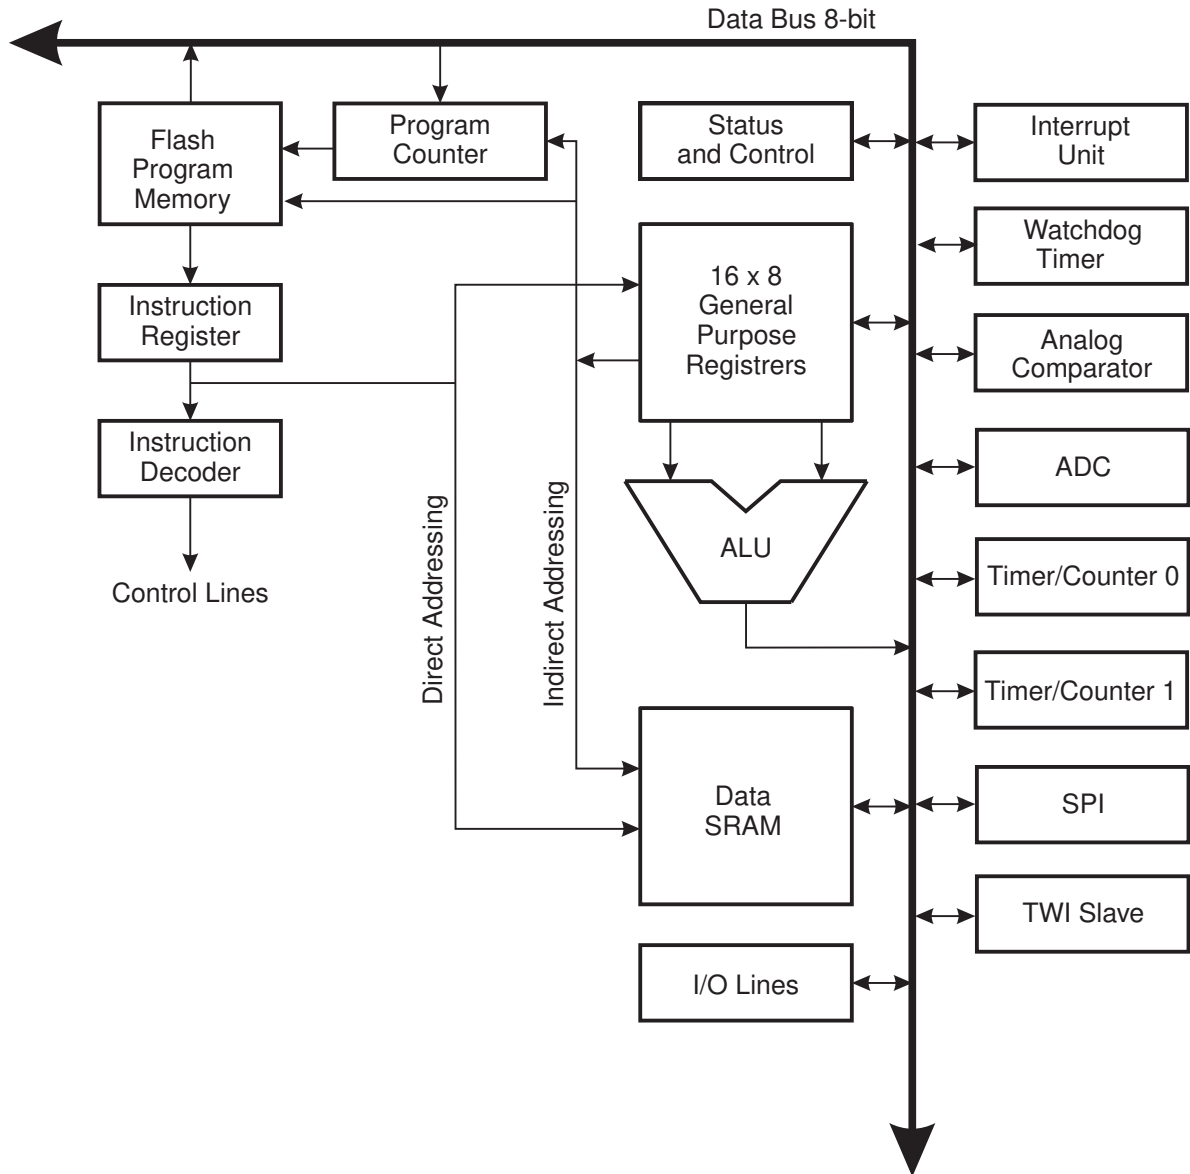 Data Bus 8-bit
Flash
Program
Memory
Program
Counter
Status
and Control
Interrupt
Unit
Watchdog
Timer
16 x 8
General
Purpose
Registrers
Instruction
Register
Analog
Comparator
Instruction
Decoder
ADC
Direct Addressing
Indirect Addressing
ALU
Control Lines
Timer/Counter 0
Timer/Counter 1
Data
SRAM
SPI
TWI Slave
I/O Lines